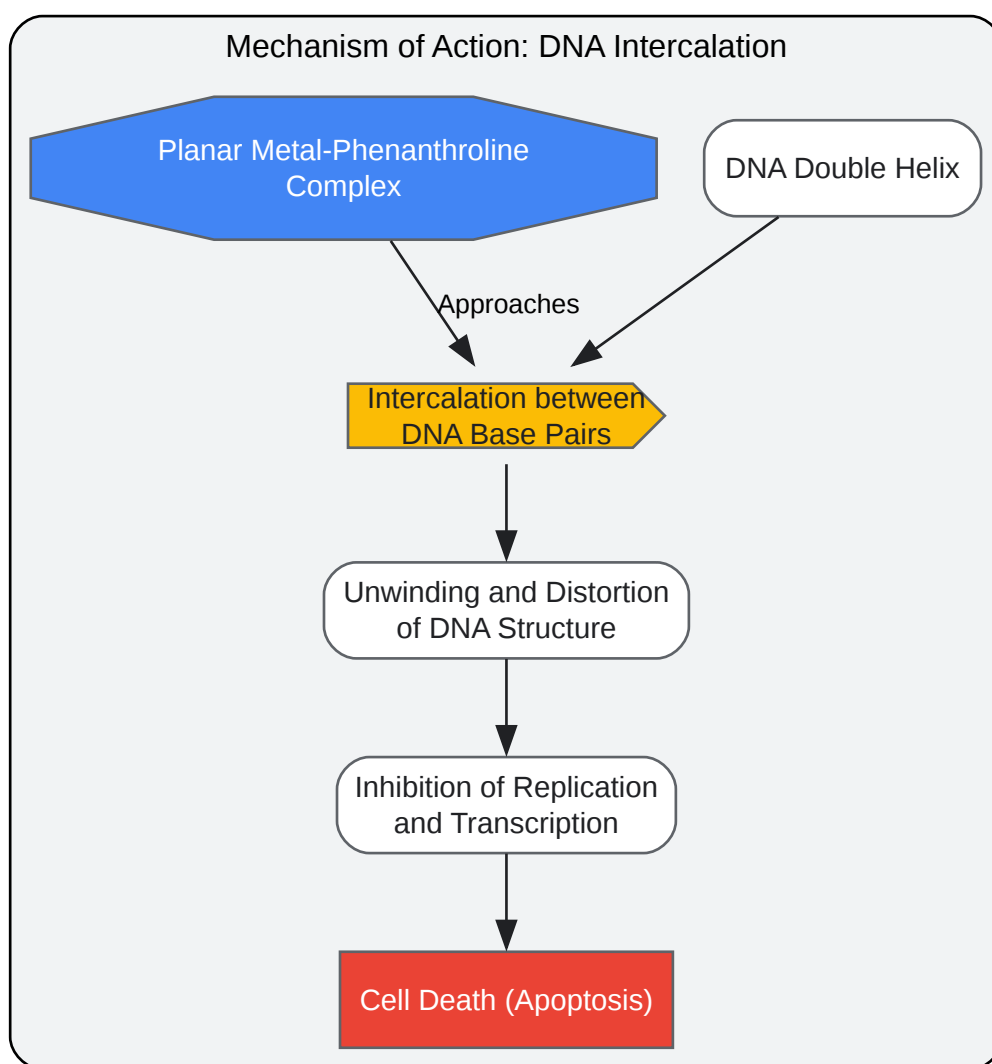 Mechanism of Action: DNA Intercalation
Planar Metal-Phenanthroline
Complex
DNA Double Helix
Approaches
Intercalation between
DNA Base Pairs
Unwinding and Distortion
of DNA Structure
Inhibition of Replication
and Transcription
Cell Death (Apoptosis)